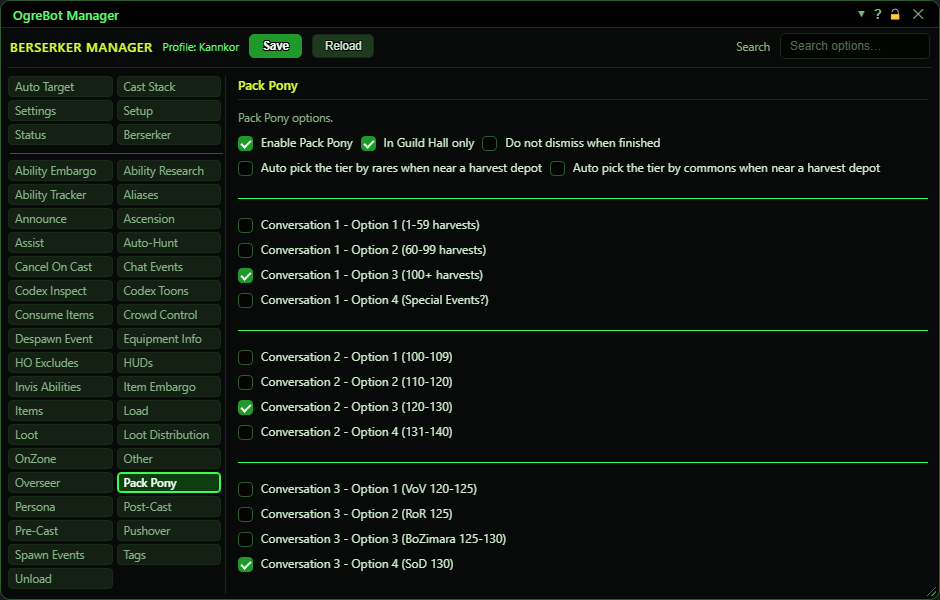 OgreBot Manager
▼ ?
BERSERKER MANAGER Profile: Kannkor Save Reload Search Search options...
Auto Target Cast Stack
Settings Setup
Status Berserker
Ability Embargo Ability Research
Ability Tracker Aliases
Announce Ascension
Assist Auto-Hunt
Cancel On Cast Chat Events
Codex Inspect Codex Toons
Consume Items Crowd Control
Despawn Event Equipment Info
HO Excludes HUDs
Invis Abilities Item Embargo
Items Load
Loot Loot Distribution
OnZone Other
Overseer Pack Pony
Persona Post-Cast
Pre-Cast Pushover
Spawn Events Tags
Unload
Pack Pony
Pack Pony options.
Enable Pack Pony In Guild Hall only Do not dismiss when finished
Auto pick the tier by rares when near a harvest depot Auto pick the tier by commons when near a harvest depot
Conversation 1 - Option 1 (1-59 harvests)
Conversation 1 - Option 2 (60-99 harvests)
Conversation 1 - Option 3 (100+ harvests)
Conversation 1 - Option 4 (Special Events?)
Conversation 2 - Option 1 (100-109)
Conversation 2 - Option 2 (110-120)
Conversation 2 - Option 3 (120-130)
Conversation 2 - Option 4 (131-140)
Conversation 3 - Option 1 (VoV 120-125)
Conversation 3 - Option 2 (RoR 125)
Conversation 3 - Option 3 (BoZimara 125-130)
Conversation 3 - Option 4 (SoD 130)